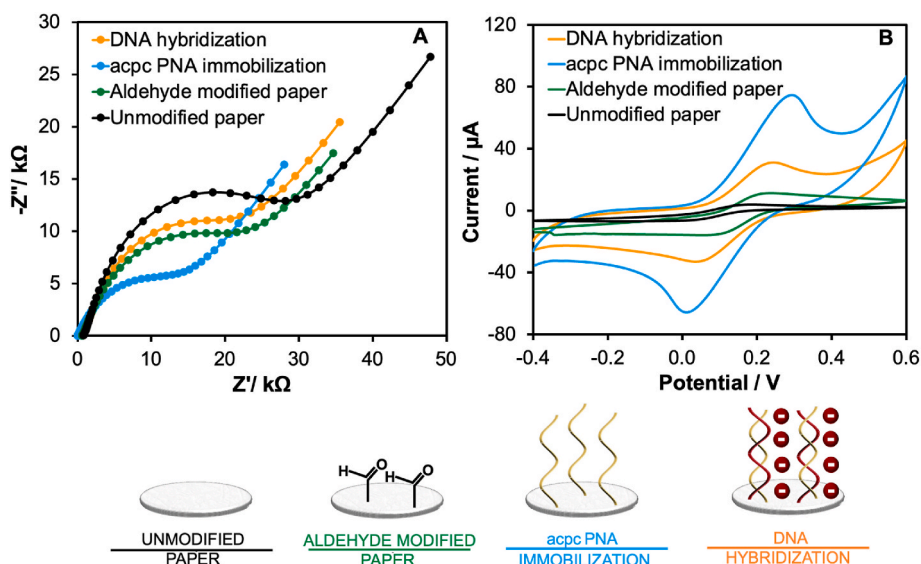 A
DNA hybridization
acpc PNA immobilization
Aldehyde modified paper
Unmodified paper
30
25
20
15
10
5
0
-Z"/ kΩ
0 10 20 30 40 50
Z'/ kΩ
B
DNA hybridization
acpc PNA immobilization
Aldehyde modified paper
Unmodified paper
120
80
40
0
-40
-80
Current / µA
-0.4 -0.2 0.0 0.2 0.4 0.6
Potential / V
H O
H O
UNMODIFIED
PAPER
ALDEHYDE MODIFIED
PAPER
acpc PNA
IMMOBILIZATION
DNA
HYBRIDIZATION